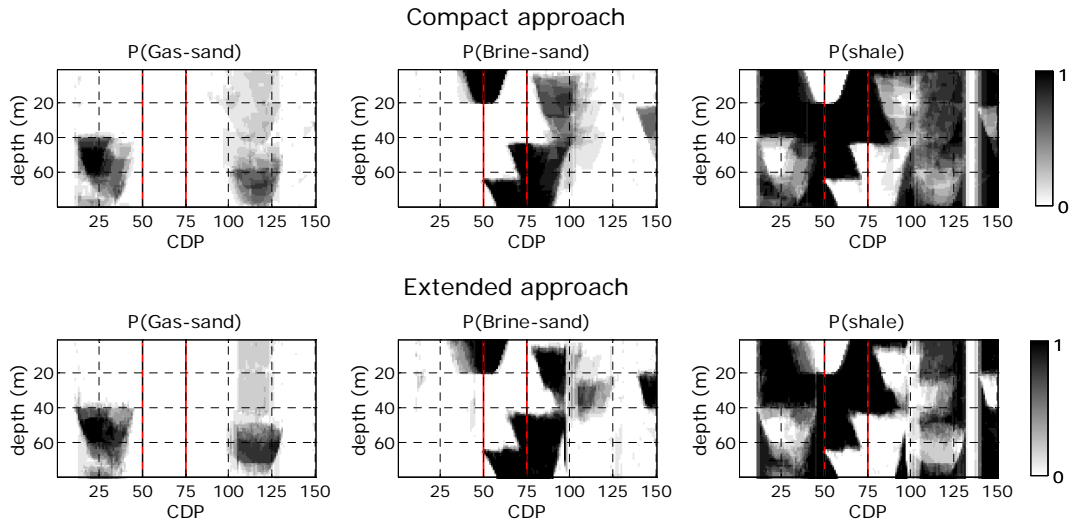 Compact approach
P(Gas-sand) P(Brine-sand) P(shale)
depth (m) 20 40 60 depth (m) 20 40 60 depth (m) 20 40 60 1 0
25 50 75 100 125 150 25 50 75 100 125 150 25 50 75 100 125 150
CDP CDP CDP
Extended approach
P(Gas-sand) P(Brine-sand) P(shale)
depth (m) 20 40 60 depth (m) 20 40 60 depth (m) 20 40 60 1 0
25 50 75 100 125 150 25 50 75 100 125 150 25 50 75 100 125 150
CDP CDP CDP